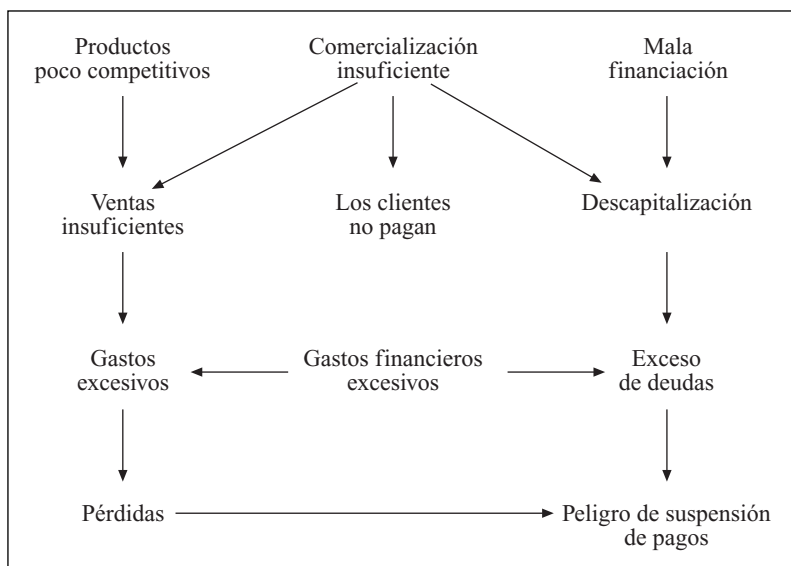 Productos
poco competitivos
Comercialización
insuficiente
Mala
financiación
Ventas
insuficientes
Los clientes
no pagan
Descapitalización
Gastos
excesivos
Gastos financieros
excesivos
Exceso
de deudas
Pérdidas
Peligro de suspensión
de pagos